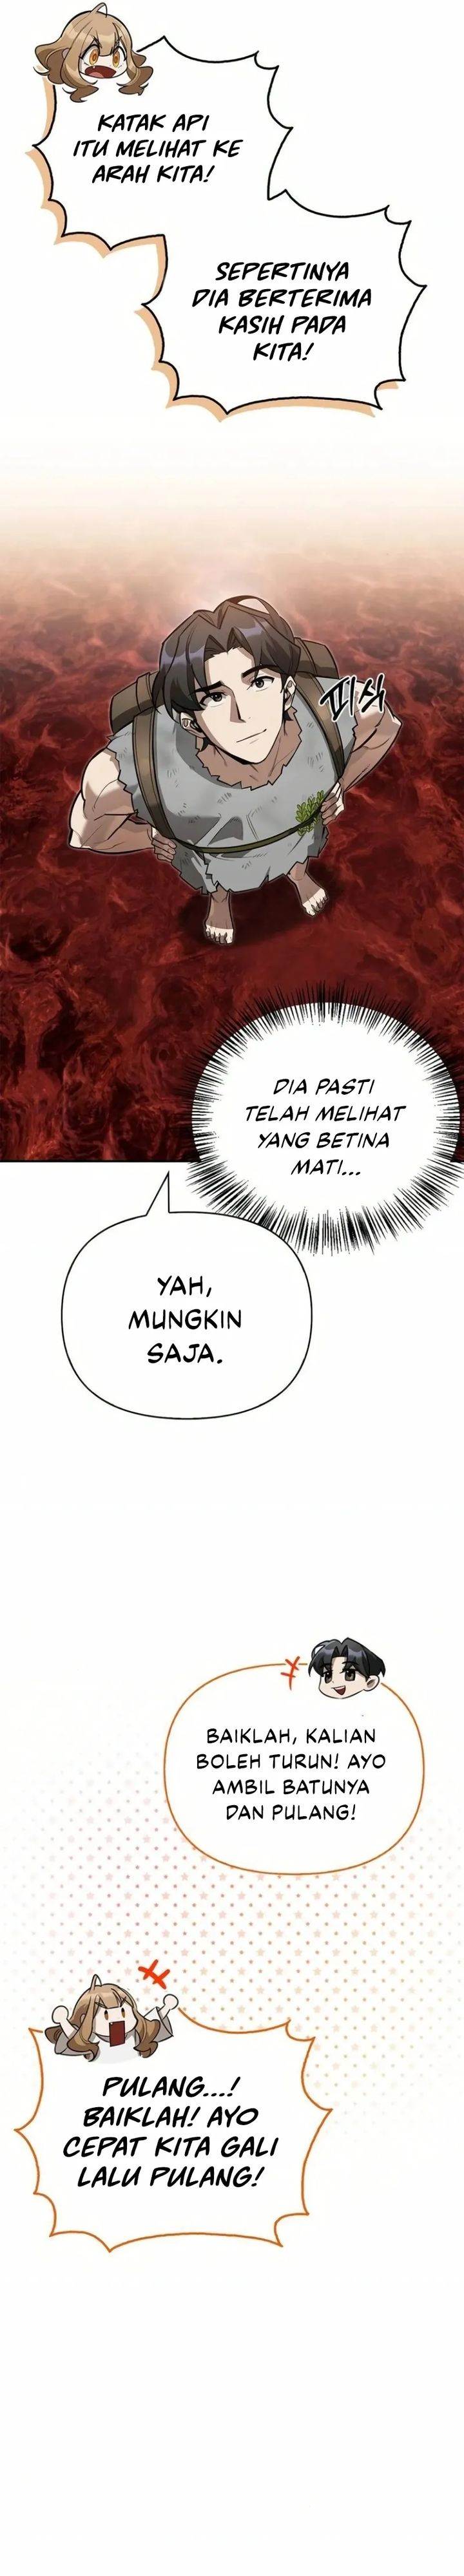 KATAK API
ITU MELIHAT KE
ARAH KITA!
SEPERTINYA
DIA BERTERIMA
KASIH PADA
KITA!
피식
DIA PASTI
TELAH MELIHAT
YANG BETINA
MATI...
YAH,
MUNGKIN
SAJA.
BAIKLAH, KALIAN
BOLEH TURUN! AYO
AMBIL BATUNYA
DAN PULANG!
PULANG...!
BAIKLAH! AYO
CEPAT KITA GALI
LALU PULANG!